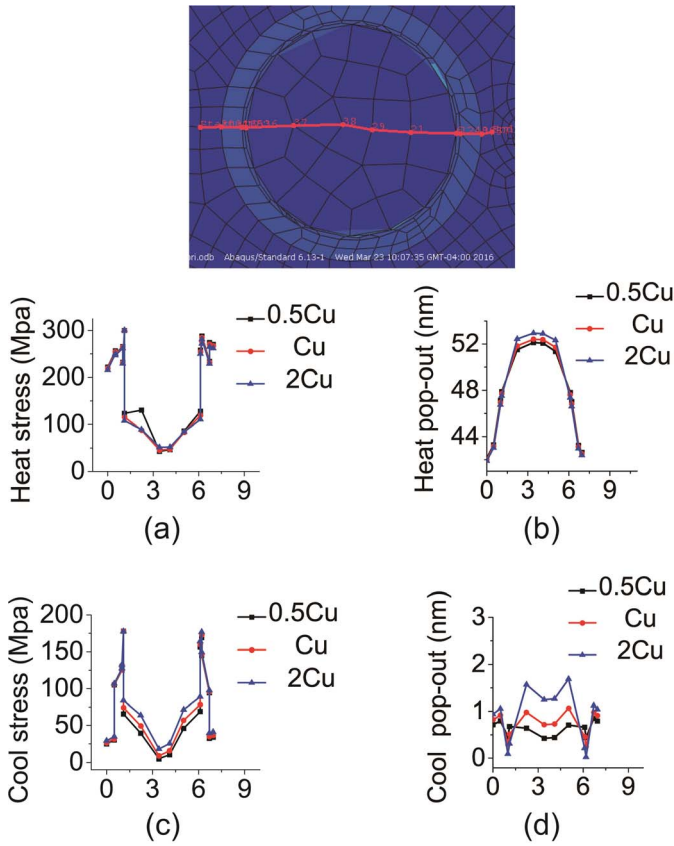 ri.odb Abaqus/Standard 6.13-1 Wed Mar 23 10:07:35 GMT-04:00 2016
Heat stress (Mpa)
300
200
100
0
0 3 6 9
0.5Cu
Cu
2Cu
(a)
Heat pop-out (nm)
52
48
44
0 3 6 9
0.5Cu
Cu
2Cu
(b)
Cool stress (Mpa)
200
150
100
50
0
0 3 6 9
0.5Cu
Cu
2Cu
(c)
Cool pop-out (nm)
3
2
1
0
0 3 6 9
0.5Cu
Cu
2Cu
(d)